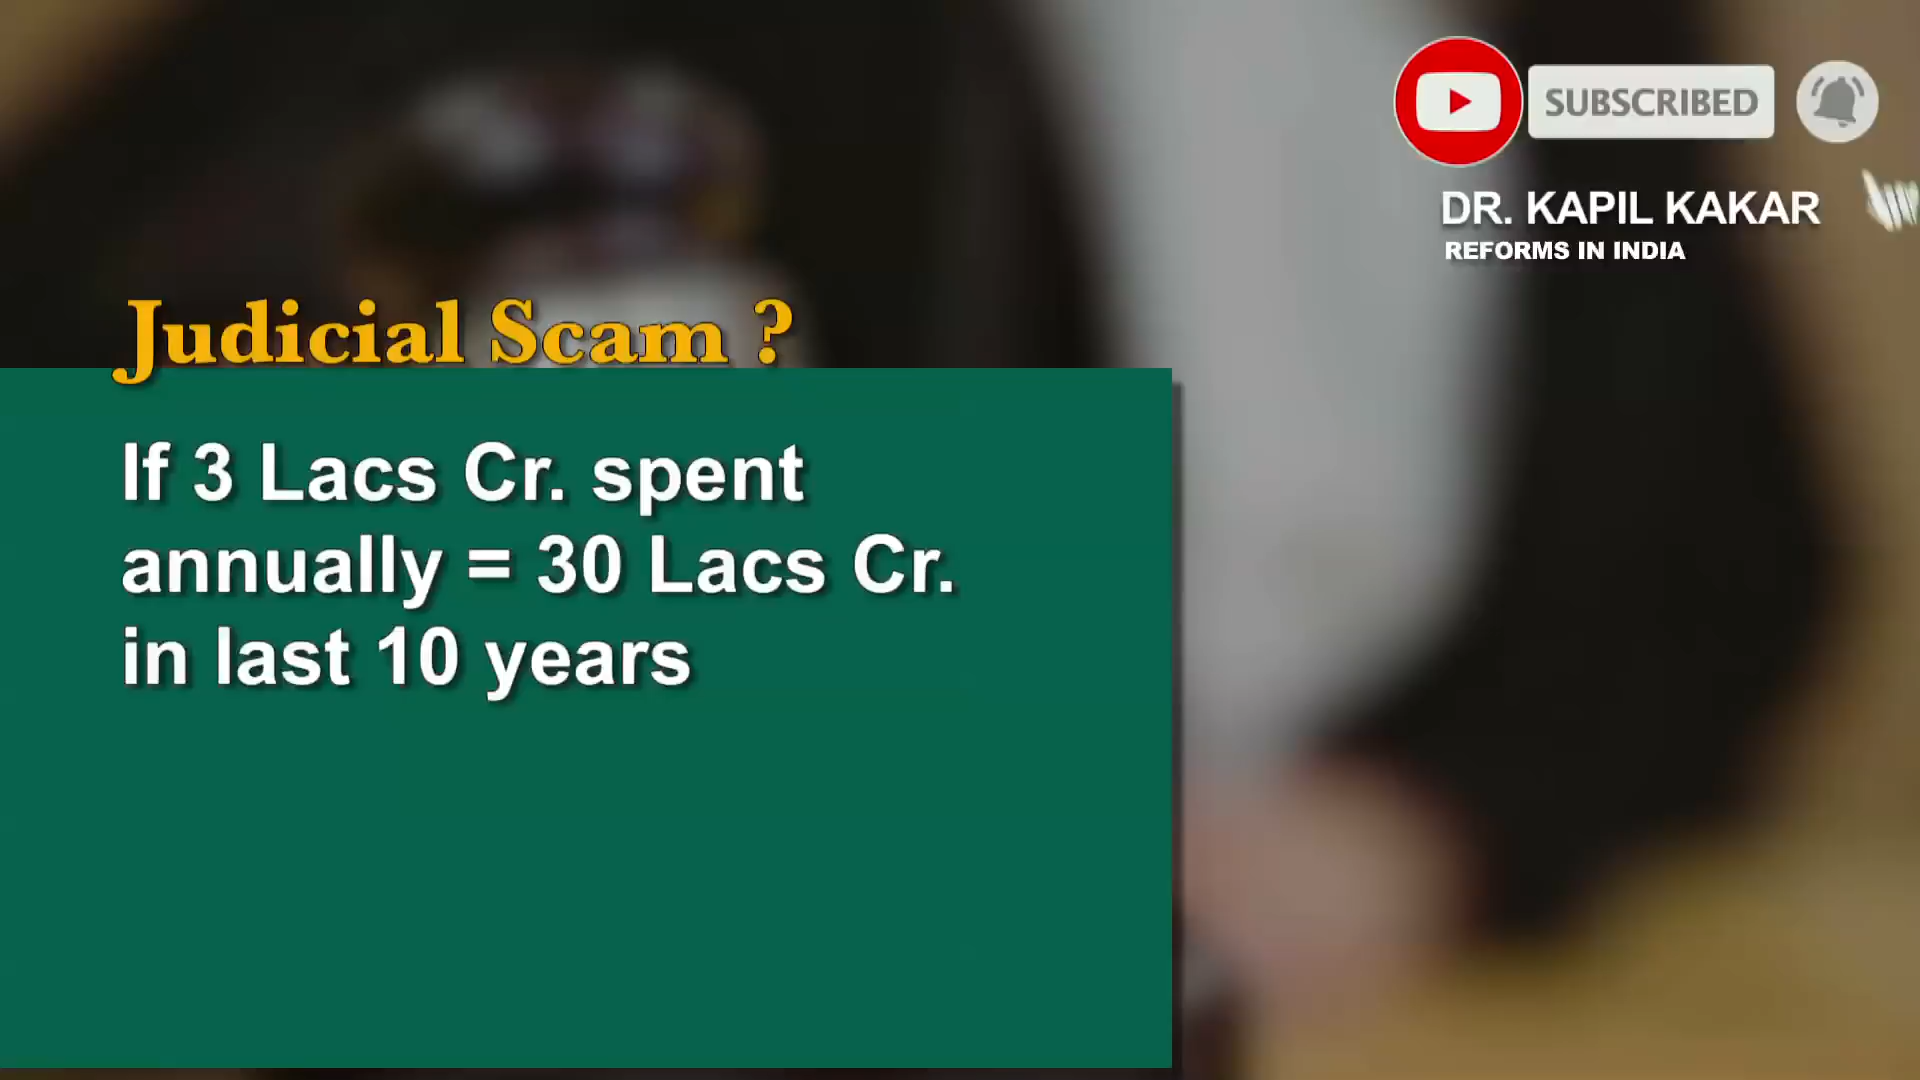 SUBSCRIBED
DR. KAPIL KAKAR
REFORMS IN INDIA
Judicial Scam ?
If 3 Lacs Cr. spent
annually = 30 Lacs Cr.
in last 10 years